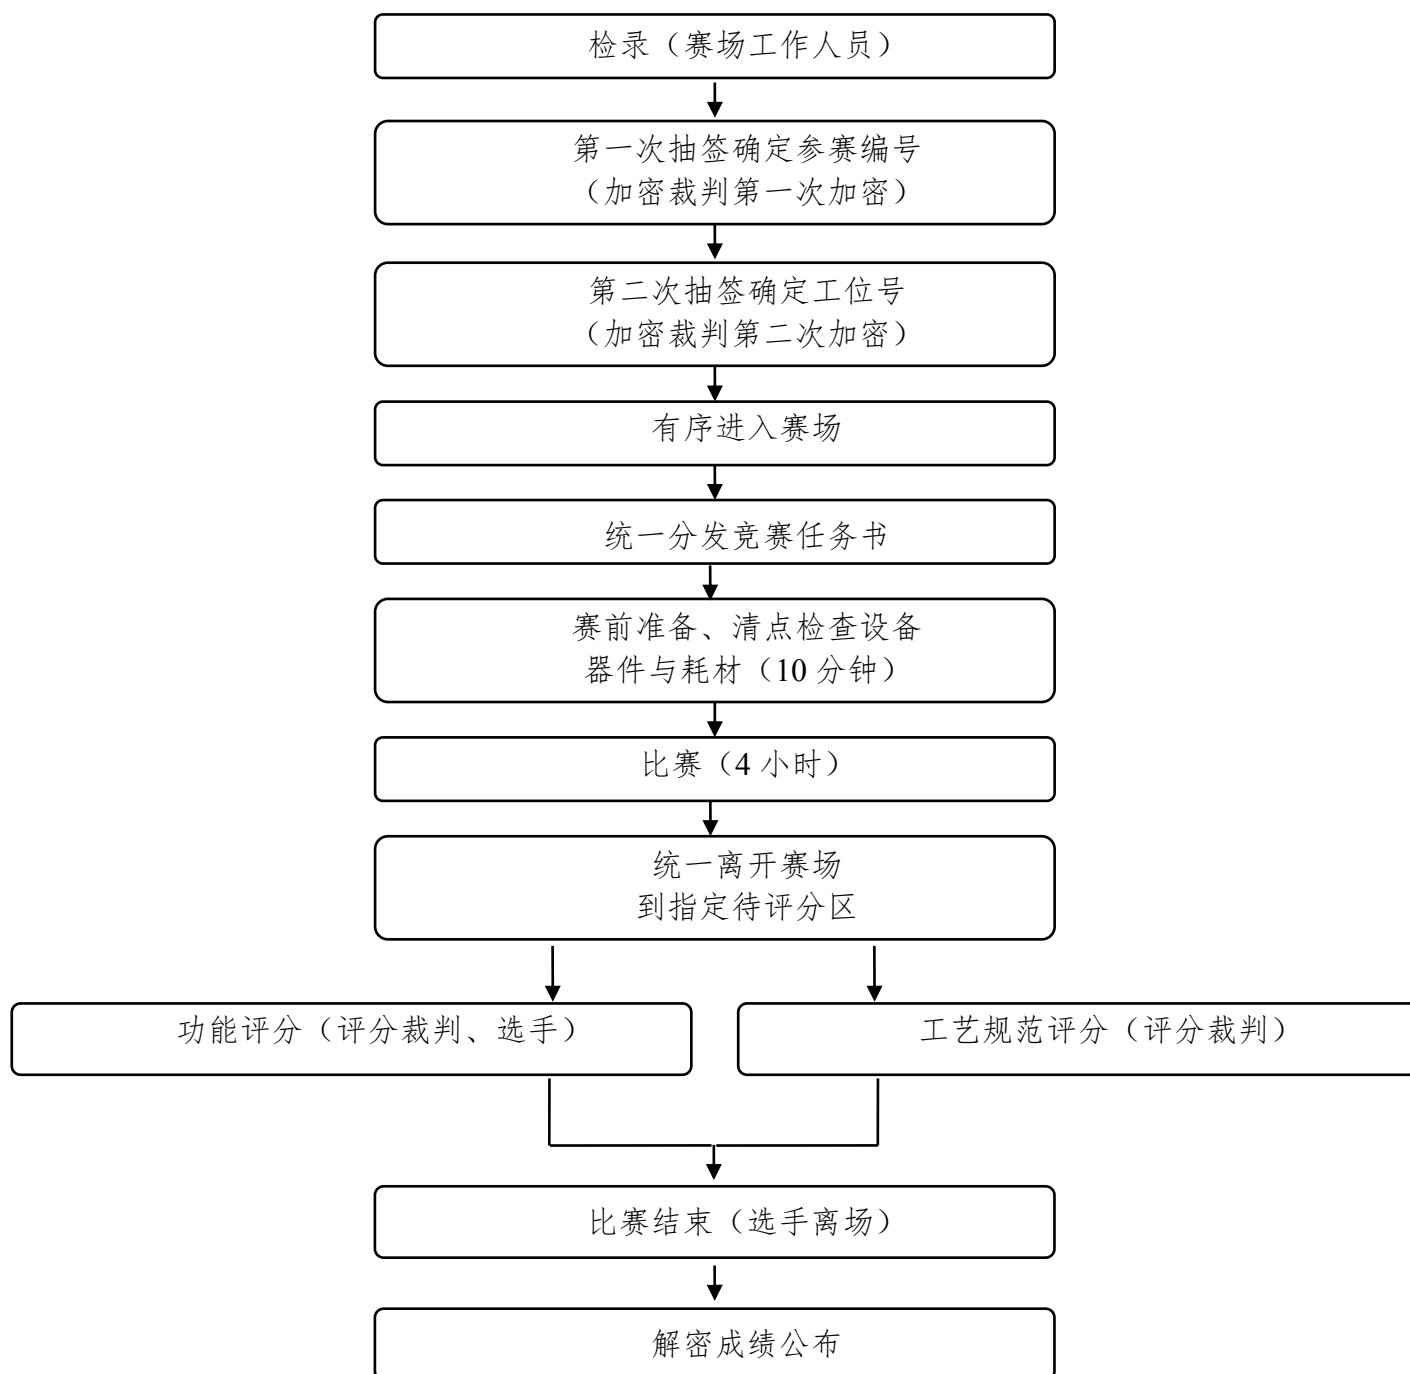 检录（赛场工作人员）
第一次抽签确定参赛编号
（加密裁判第一次加密）
第二次抽签确定工位号
（加密裁判第二次加密）
有序进入赛场
统一分发竞赛任务书
赛前准备、清点检查设备
器件与耗材（10 分钟）
比赛（4 小时）
统一离开赛场
到指定待评分区
功能评分（评分裁判、选手）
工艺规范评分（评分裁判）
比赛结束（选手离场）
解密成绩公布